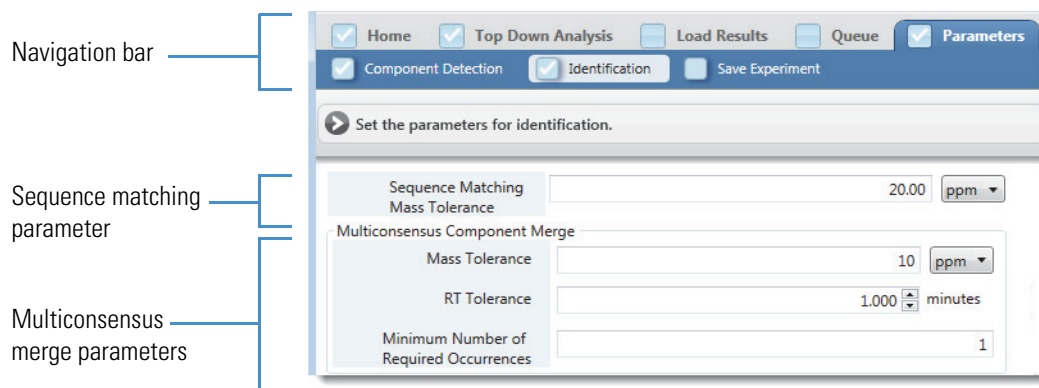 Navigation bar
Home Top Down Analysis Load Results Queue Parameters
Component Detection Identification Save Experiment
Set the parameters for identification.
Sequence matching
parameter
Sequence Matching
Mass Tolerance
20.00 ppm
Multiconsensus Component Merge
Mass Tolerance 10 ppm
RT Tolerance 1.000 minutes
Multiconsensus
merge parameters
Minimum Number of
Required Occurrences
1